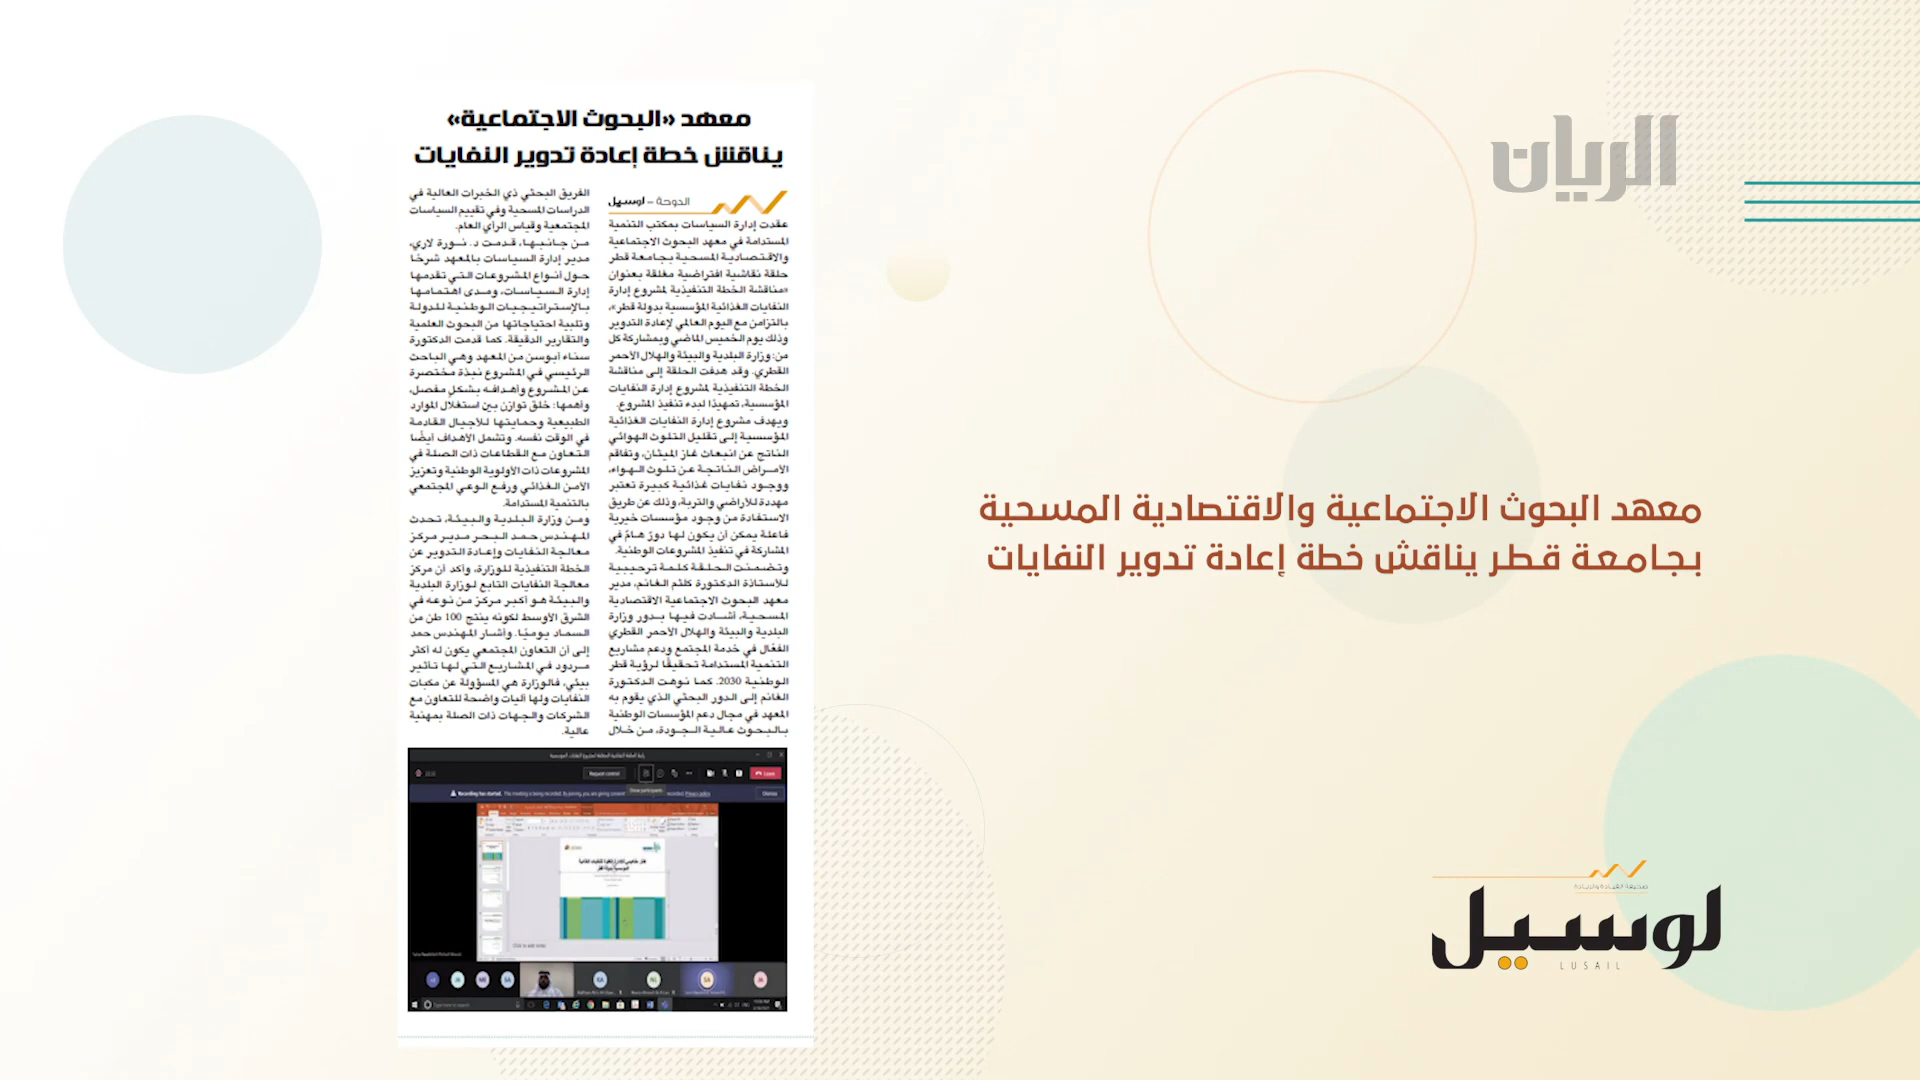 الريان
معهد «البحوث الاجتماعية»
يناقش خطة إعادة تدوير النفايات
الدوحة - لوسيل
عقدت إدارة السياسات بمكتب التنمية
المستدامة في معهد البحوث الاجتماعية
والاقتصادية المسحية بجامعة قطر
حلقة نقاشية افتراضية مغلقة بعنوان
«مناقشة الخطة التنفيذية لمشروع إدارة
النفايات الغذائية المؤسسية بدولة قطر»،
بالتزامن مع اليوم العالمي لإعادة التدوير
وذلك يوم الخميس الماضي وبمشاركة كل
من: وزارة البلدية والبيئة والهلال الأحمر
القطري. وقد هدفت الحلقة إلى مناقشة
الخطة التنفيذية لمشروع إدارة النفايات
المؤسسية، تمهيدًا لبدء تنفيذ المشروع.
ويهدف مشروع إدارة النفايات الغذائية
المؤسسية إلى تقليل التلوث الهوائي
الناتج عن انبعاث غاز الميثان، وتفاقم
الأمراض الناتجة عن تلوث الهواء،
ووجود نفايات غذائية كبيرة تعتبر
مهددة للأراضي والتربة، وذلك عن طريق
الاستفادة من وجود مؤسسات خيرية
فاعلة يمكن أن يكون لها دورٌ هامٌ في
المشاركة في تنفيذ المشروعات الوطنية.
وتضمنت الحلقة كلمة ترحيبية
للأستاذة الدكتورة كلثم الغانم، مدير
معهد البحوث الاجتماعية الاقتصادية
المسحية، أشادت فيها بدور وزارة
البلدية والبيئة والهلال الأحمر القطري
الفعّال في خدمة المجتمع ودعم مشاريع
التنمية المستدامة تحقيقًا لرؤية قطر
الوطنية 2030. كما نوهت الدكتورة
الغانم إلى الدور البحثي الذي يقوم به
المعهد في مجال دعم المؤسسات الوطنية
بالبحوث عالية الجودة، من خلال
الفريق البحثي ذي الخبرات العالية في
الدراسات المسحية وفي تقييم السياسات
المجتمعية وقياس الرأي العام.
من جانبها، قدمت د. نورة لاري،
مدير إدارة السياسات بالمعهد شرحًا
حول أنواع المشروعات التي تقدمها
إدارة السياسات، ومدى اهتمامها
بالإستراتيجيات الوطنية للدولة
وتلبية احتياجاتها من البحوث العلمية
والتقارير الدقيقة. كما قدمت الدكتورة
سناء أبوسن من المعهد وهي الباحث
الرئيسي في المشروع نبذة مختصرة
عن المشروع وأهدافه بشكل مفصل،
وأهمها: خلق توازن بين استغلال الموارد
الطبيعية وحمايتها للأجيال القادمة
في الوقت نفسه. وتشمل الأهداف أيضًا
التعاون مع القطاعات ذات الصلة في
المشروعات ذات الأولوية الوطنية وتعزيز
الأمن الغذائي ورفع الوعي المجتمعي
بالتنمية المستدامة.
ومن وزارة البلدية والبيئة، تحدث
المهندس حمد البحر مدير مركز
معالجة النفايات وإعادة التدوير عن
الخطة التنفيذية للوزارة، وأكد أن مركز
معالجة النفايات التابع لوزارة البلدية
والبيئة هو أكبر مركز من نوعه في
الشرق الأوسط لكونه ينتج 100 طن من
السماد يوميًا. وأشار المهندس حمد
إلى أن التعاون المجتمعي يكون له أكثر
مردود في المشاريع التي لها تأثير
بيئي، فالوزارة هي المسؤولة عن مكبات
النفايات ولها آليات واضحة للتعاون مع
الشركات والجهات ذات الصلة بمهنية
عالية.
Request control
Leave
Recording has started.
Privacy policy
Dismiss
معهد البحوث الاجتماعية والاقتصادية المسحية
بجامعة قطر يناقش خطة إعادة تدوير النفايات
صحيفة القيادة والريادة
لوسيل
LUSAIL